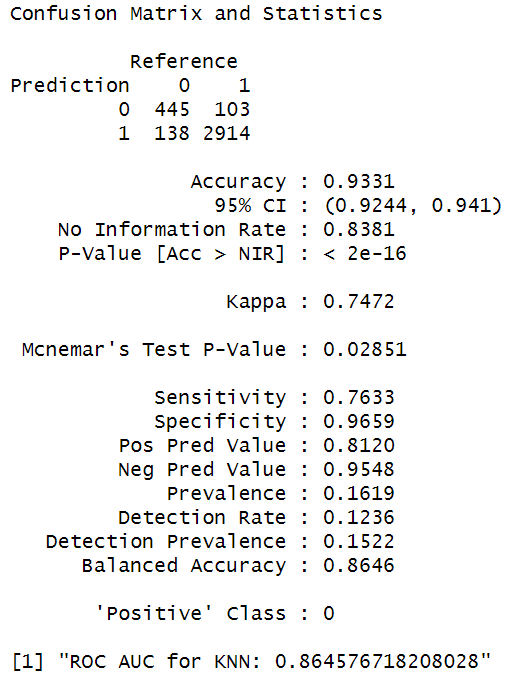 Confusion Matrix and Statistics

          Reference
Prediction    0    1
         0  445  103
         1  138 2914

               Accuracy : 0.9331
                 95% CI : (0.9244, 0.941)
    No Information Rate : 0.8381
    P-Value [Acc > NIR] : < 2e-16

                  Kappa : 0.7472

 Mcnemar's Test P-Value : 0.02851

            Sensitivity : 0.7633
            Specificity : 0.9659
         Pos Pred Value : 0.8120
         Neg Pred Value : 0.9548
             Prevalence : 0.1619
         Detection Rate : 0.1236
   Detection Prevalence : 0.1522
      Balanced Accuracy : 0.8646

       'Positive' Class : 0

[1] "ROC AUC for KNN: 0.864576718208028"